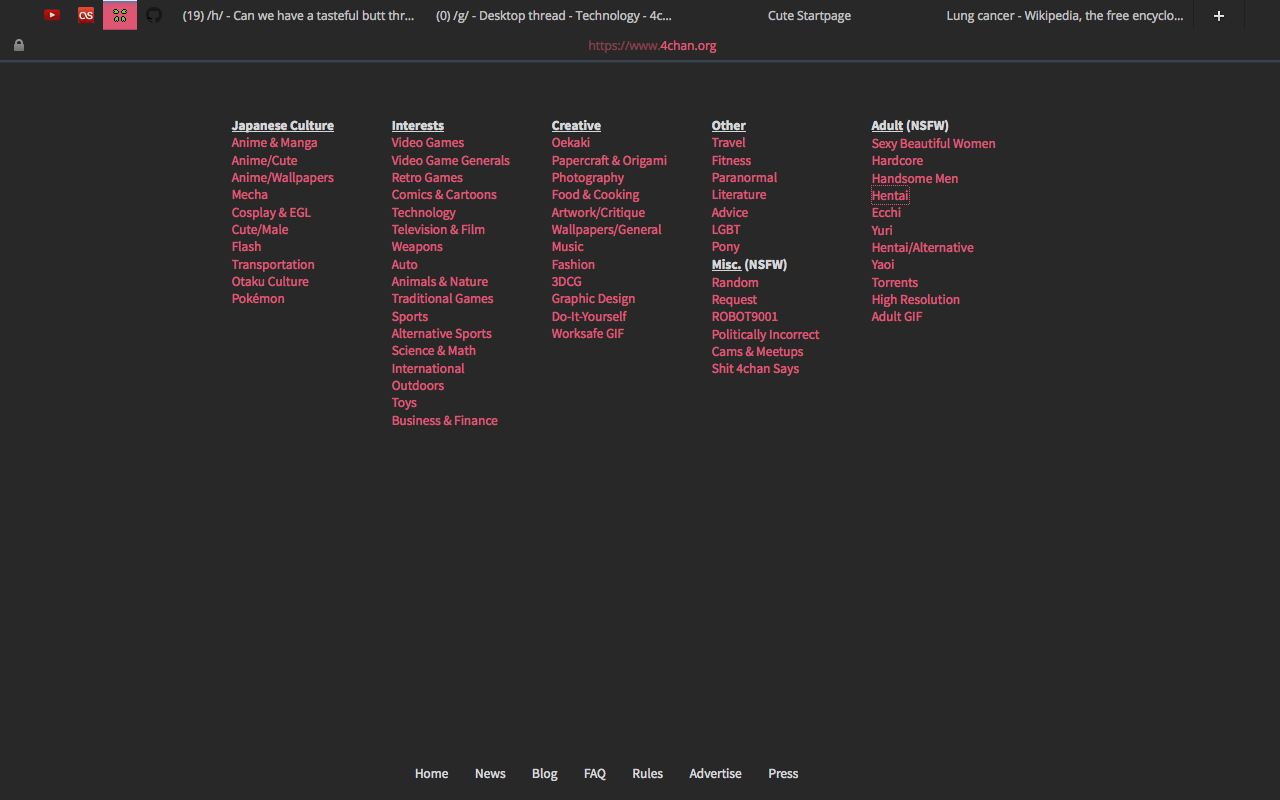 (19) /h/ - Can we have a tasteful butt thr...
(0) /g/ - Desktop thread - Technology - 4c...
Cute Startpage
Lung cancer - Wikipedia, the free encyclo...
+
https://www.4chan.org
Japanese Culture
Anime & Manga
Anime/Cute
Anime/Wallpapers
Mecha
Cosplay & EGL
Cute/Male
Flash
Transportation
Otaku Culture
Pokémon
Interests
Video Games
Video Game Generals
Retro Games
Comics & Cartoons
Technology
Television & Film
Weapons
Auto
Animals & Nature
Traditional Games
Sports
Alternative Sports
Science & Math
International
Outdoors
Toys
Business & Finance
Creative
Oekaki
Papercraft & Origami
Photography
Food & Cooking
Artwork/Critique
Wallpapers/General
Music
Fashion
3DCG
Graphic Design
Do-It-Yourself
Worksafe GIF
Other
Travel
Fitness
Paranormal
Literature
Advice
LGBT
Pony
Misc. (NSFW)
Random
Request
ROBOT9001
Politically Incorrect
Cams & Meetups
Shit 4chan Says
Adult (NSFW)
Sexy Beautiful Women
Hardcore
Handsome Men
Hentai
Ecchi
Yuri
Hentai/Alternative
Yaoi
Torrents
High Resolution
Adult GIF
Home News Blog FAQ Rules Advertise Press